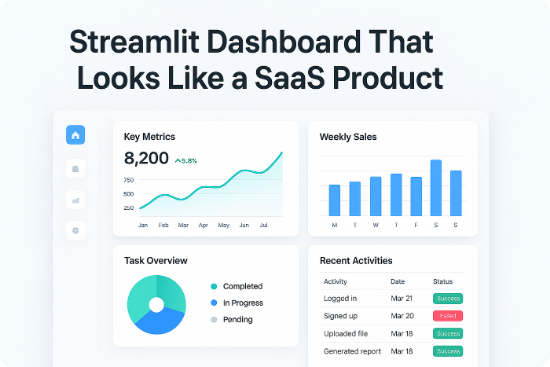 Streamlit Dashboard That
Looks Like a SaaS Product
Key Metrics
8,200 5.8%
750
500
250
Jan Feb Mar Apr May Jun Jul
Weekly Sales
M T W T F S S
Task Overview
Completed
In Progress
Pending
Recent Activities
Activity Date Status
Logged in Mar 21 Success
Signed up Mar 20 Failed
Uploaded file Mar 18 Success
Generated report Mar 18 Success